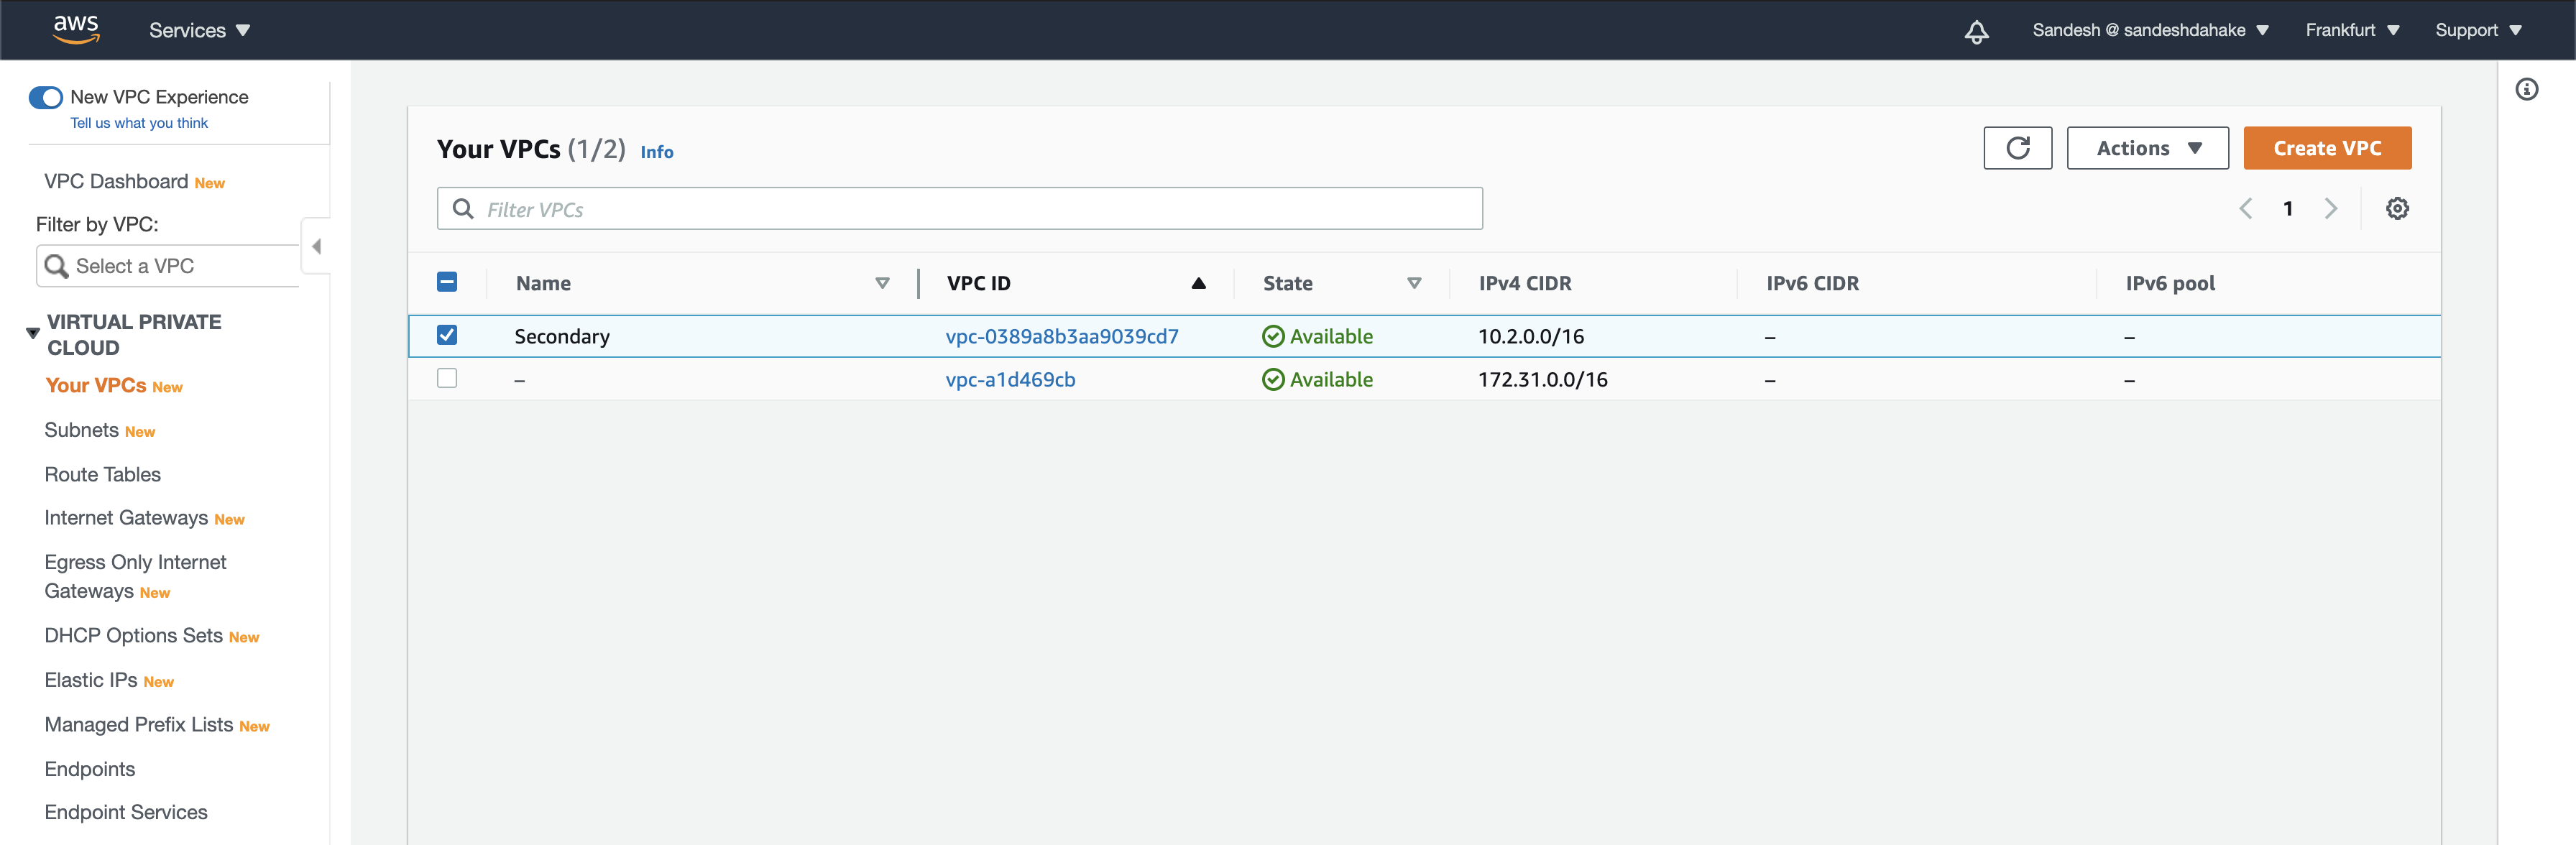 aws
Services
Sandesh @ sandeshdahake
Frankfurt
Support
New VPC Experience
Tell us what you think
VPC Dashboard New
Filter by VPC:
Select a VPC
VIRTUAL PRIVATE
CLOUD
Your VPCs New
Subnets New
Route Tables
Internet Gateways New
Egress Only Internet
Gateways New
DHCP Options Sets New
Elastic IPs New
Managed Prefix Lists New
Endpoints
Endpoint Services
Your VPCs (1/2) Info
Actions
Create VPC
Filter VPCs
1
Name VPC ID State IPv4 CIDR IPv6 CIDR IPv6 pool
Secondary vpc-0389a8b3aa9039cd7 Available 10.2.0.0/16 – –
– vpc-a1d469cb Available 172.31.0.0/16 – –